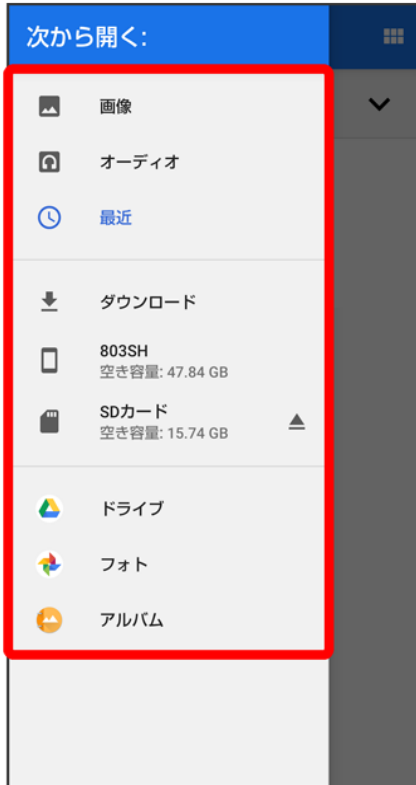 次から開く:
画像
オーディオ
最近
ダウンロード
803SH
空き容量: 47.84 GB
SDカード
空き容量: 15.74 GB
ドライブ
フォト
アルバム